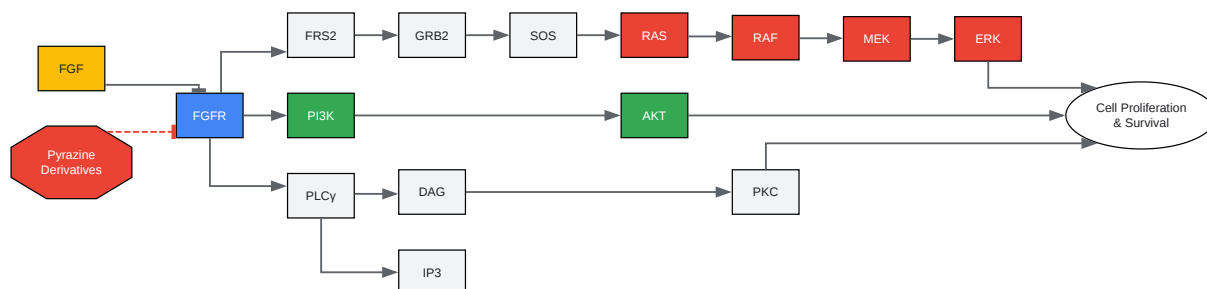 FRS2
GRB2
SOS
RAS
RAF
MEK
ERK
FGF
FGFR
PI3K
AKT
Cell Proliferation
& Survival
Pyrazine
Derivatives
PLCγ
DAG
PKC
IP3